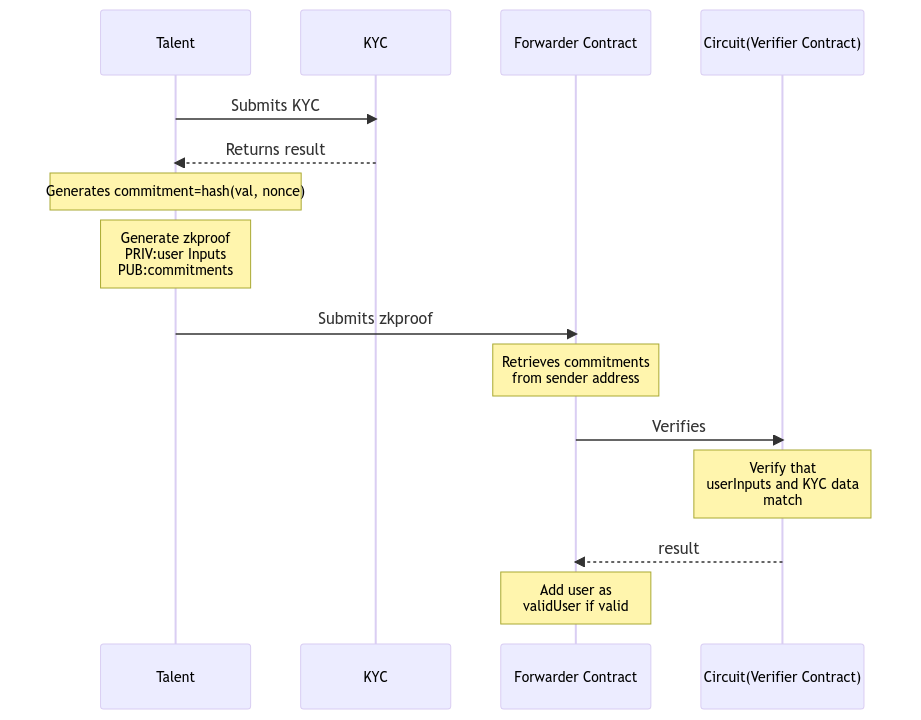 Talent
KYC
Forwarder Contract
Circuit(Verifier Contract)
Submits KYC
Returns result
Generates commitment=hash(val, nonce)
Generate zkproof
PRIV:user Inputs
PUB:commitments
Submits zkproof
Retrieves commitments
from sender address
Verifies
Verify that
userInputs and KYC data
match
result
Add user as
validUser if valid
Talent
KYC
Forwarder Contract
Circuit(Verifier Contract)